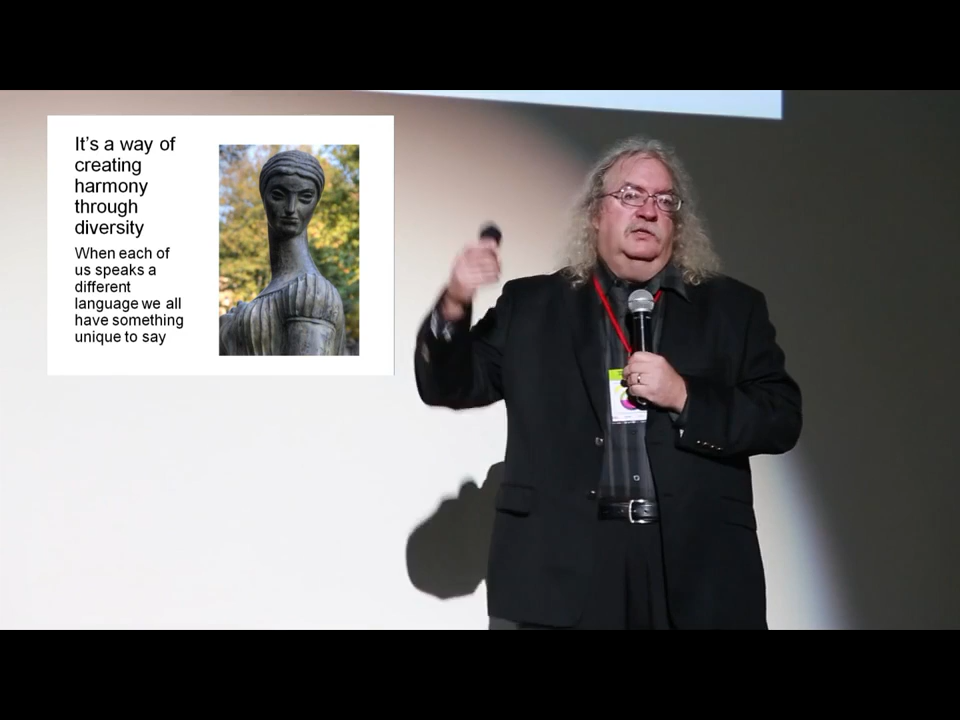 It’s a way of
creating
harmony
through
diversity
When each of
us speaks a
different
language we all
have something
unique to say